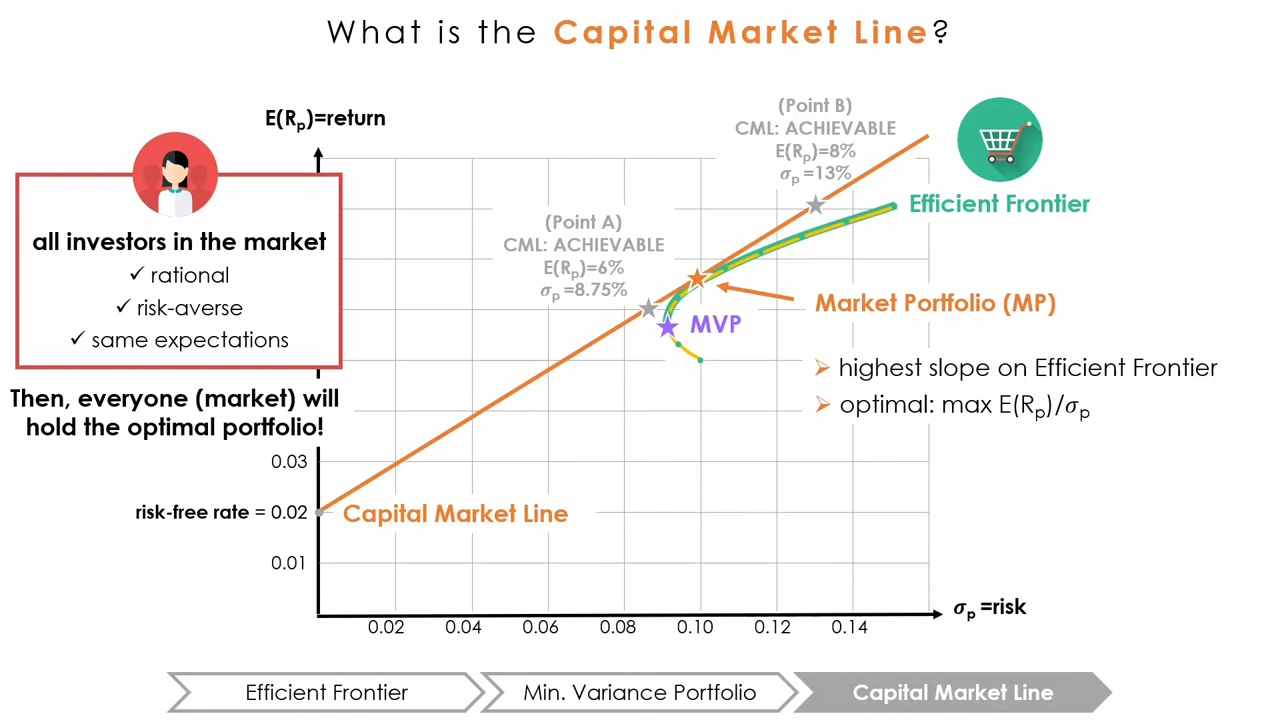 What is the Capital Market Line?
E(Rp)=return
all investors in the market
✓ rational
✓ risk-averse
✓ same expectations
Then, everyone (market) will
hold the optimal portfolio!
(Point A)
CML: ACHIEVABLE
E(Rp)=6%
σp =8.75%
(Point B)
CML: ACHIEVABLE
E(Rp)=8%
σp =13%
Efficient Frontier
Market Portfolio (MP)
MVP
➢ highest slope on Efficient Frontier
➢ optimal: max E(Rp)/σp
0.03
risk-free rate = 0.02
Capital Market Line
0.01
σp =risk
0.02 0.04 0.06 0.08 0.10 0.12 0.14
Efficient Frontier
Min. Variance Portfolio
Capital Market Line